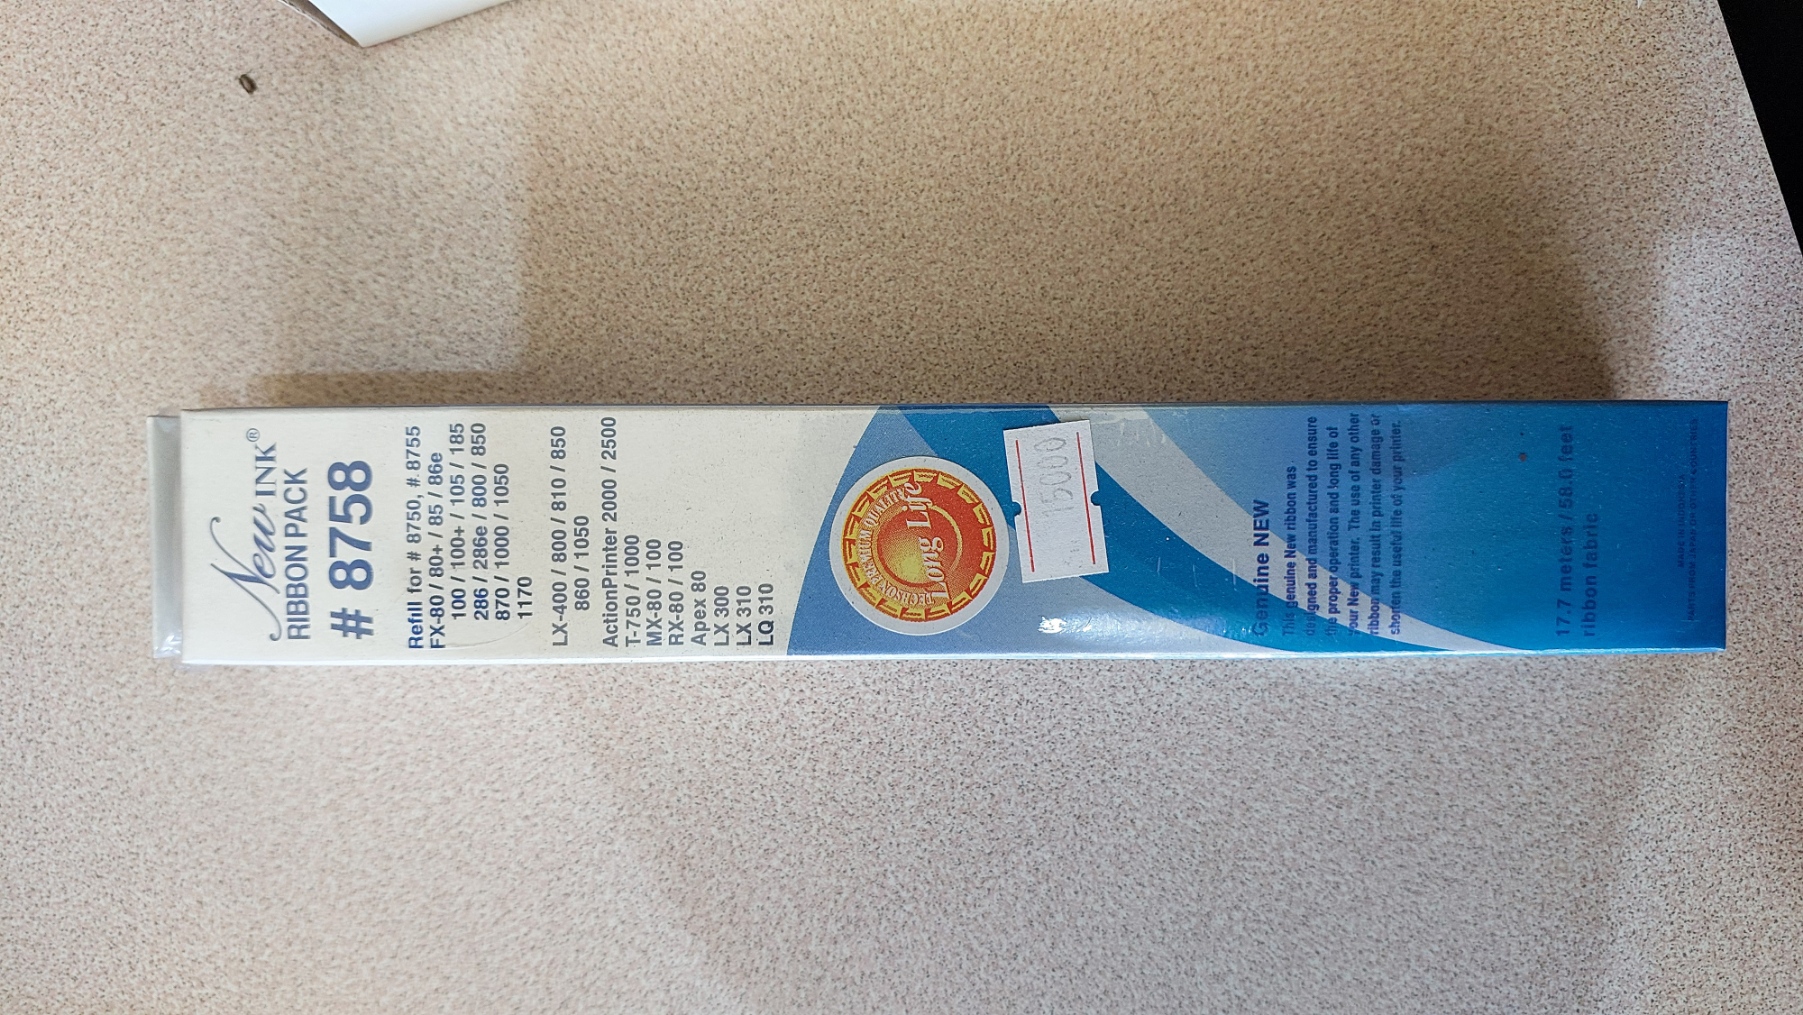 New INK®
RIBBON PACK
# 8758
Refill for # 8750, # 8755
FX-80 / 80+ / 85 / 86e
100 / 100+ / 105 / 185
286 / 286e / 800 / 850
870 / 1000 / 1050
1170
LX-400 / 800 / 810 / 850
860 / 1050
ActionPrinter 2000 / 2500
T-750 / 1000
MX-80 / 100
RX-80 / 100
Apex 80
LX 300
LX 310
LQ 310
TECHSON PREMIUM QUALITY
Long Life
15000
Genuine NEW
This genuine New ribbon was
designed and manufactured to ensure
the proper operation and long life of
your New printer. The use of any other
ribbon may result in printer damage or
shorten the useful life of your printer.
17.7 meters / 58.0 feet
ribbon fabric
MADE IN INDONESIA
PARTS FROM JAPAN OR OTHER COUNTRIES